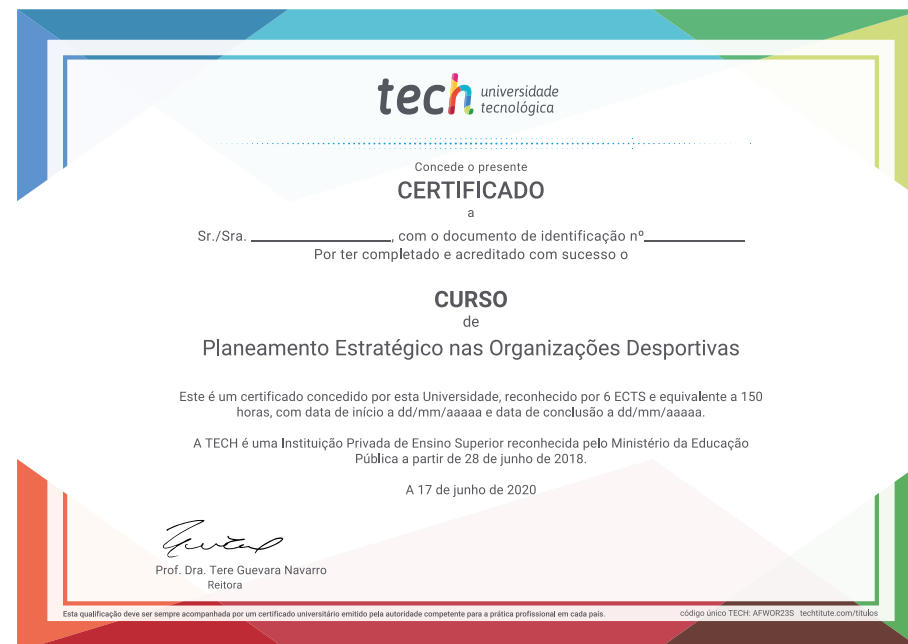 tech universidade
tecnológica
Concede o presente
CERTIFICADO
a
Sr./Sra. ____________________, com o documento de identificação nº______________
Por ter completado e acreditado com sucesso o
CURSO
de
Planeamento Estratégico nas Organizações Desportivas
Este é um certificado concedido por esta Universidade, reconhecido por 6 ECTS e equivalente a 150
horas, com data de início a dd/mm/aaaaa e data de conclusão a dd/mm/aaaaa.
A TECH é uma Instituição Privada de Ensino Superior reconhecida pelo Ministério da Educação
Pública a partir de 28 de junho de 2018.
A 17 de junho de 2020
Prof. Dra. Tere Guevara Navarro
Reitora
Esta qualificação deve ser sempre acompanhada por um certificado universitário emitido pela autoridade competente para a prática profissional em cada país.
código único TECH: AFWOR23S techtitute.com/titulos